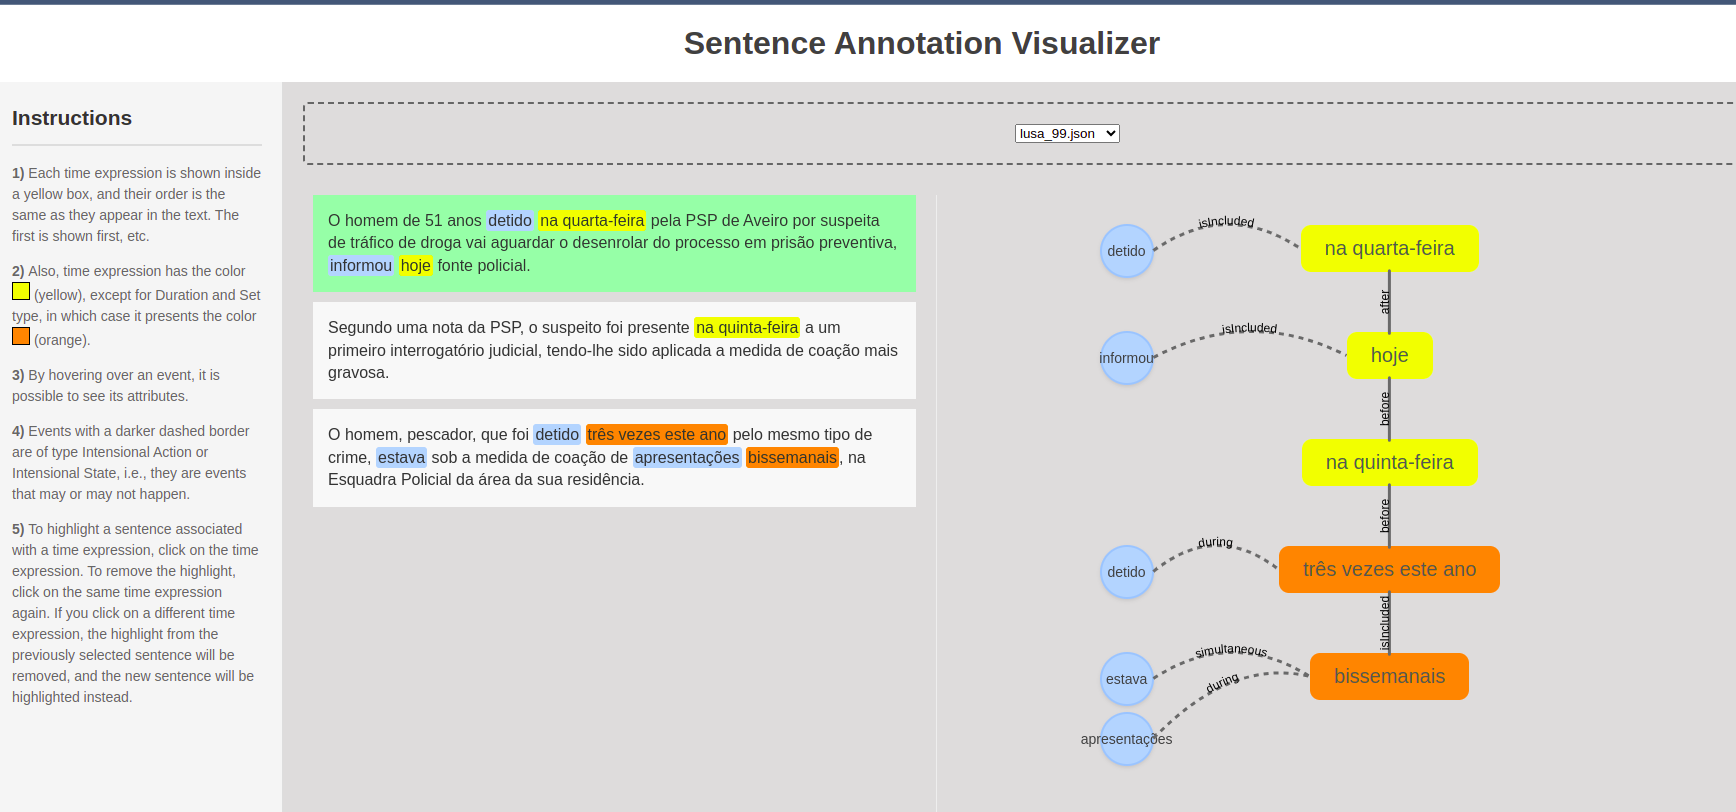 Sentence Annotation Visualizer
Instructions
1) Each time expression is shown inside
a yellow box, and their order is the
same as they appear in the text. The
first is shown first, etc.
2) Also, time expression has the color
(yellow), except for Duration and Set
type, in which case it presents the color
(orange).
3) By hovering over an event, it is
possible to see its attributes.
4) Events with a darker dashed border
are of type Intensional Action or
Intensional State, i.e., they are events
that may or may not happen.
5) To highlight a sentence associated
with a time expression, click on the time
expression. To remove the highlight,
click on the same time expression
again. If you click on a different time
expression, the highlight from the
previously selected sentence will be
removed, and the new sentence will be
highlighted instead.
lusa_99.json
O homem de 51 anos detido na quarta-feira pela PSP de Aveiro por suspeita
de tráfico de droga vai aguardar o desenrolar do processo em prisão preventiva,
informou hoje fonte policial.
Segundo uma nota da PSP, o suspeito foi presente na quinta-feira a um
primeiro interrogatório judicial, tendo-lhe sido aplicada a medida de coação mais
gravosa.
O homem, pescador, que foi detido três vezes este ano pelo mesmo tipo de
crime, estava sob a medida de coação de apresentações bissemanais, na
Esquadra Policial da área da sua residência.
detido
isIncluded
na quarta-feira
after
informou
isIncluded
hoje
before
na quinta-feira
before
detido
during
três vezes este ano
isIncluded
estava
simultaneous
bissemanais
during
apresentações